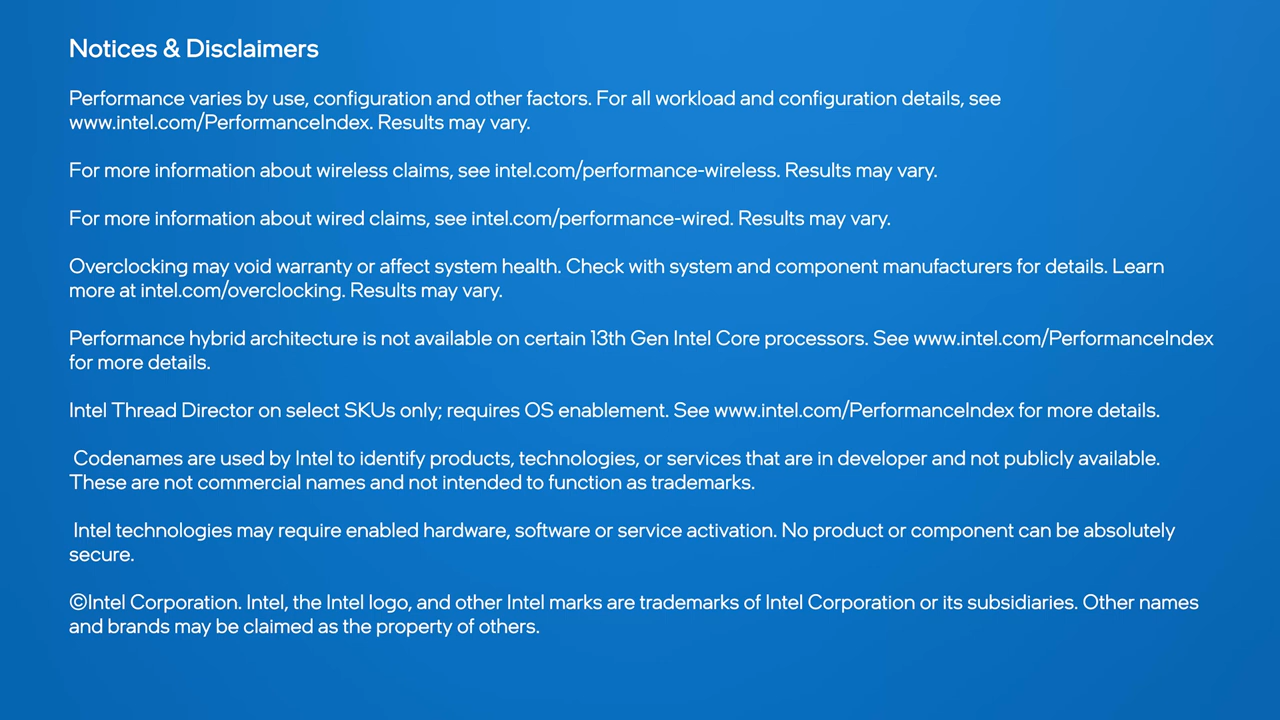 Notices & Disclaimers
Performance varies by use, configuration and other factors. For all workload and configuration details, see
www.intel.com/PerformanceIndex. Results may vary.
For more information about wireless claims, see intel.com/performance-wireless. Results may vary.
For more information about wired claims, see intel.com/performance-wired. Results may vary.
Overclocking may void warranty or affect system health. Check with system and component manufacturers for details. Learn
more at intel.com/overclocking. Results may vary.
Performance hybrid architecture is not available on certain 13th Gen Intel Core processors. See www.intel.com/PerformanceIndex
for more details.
Intel Thread Director on select SKUs only; requires OS enablement. See www.intel.com/PerformanceIndex for more details.
Codenames are used by Intel to identify products, technologies, or services that are in developer and not publicly available.
These are not commercial names and not intended to function as trademarks.
Intel technologies may require enabled hardware, software or service activation. No product or component can be absolutely
secure.
©Intel Corporation. Intel, the Intel logo, and other Intel marks are trademarks of Intel Corporation or its subsidiaries. Other names
and brands may be claimed as the property of others.